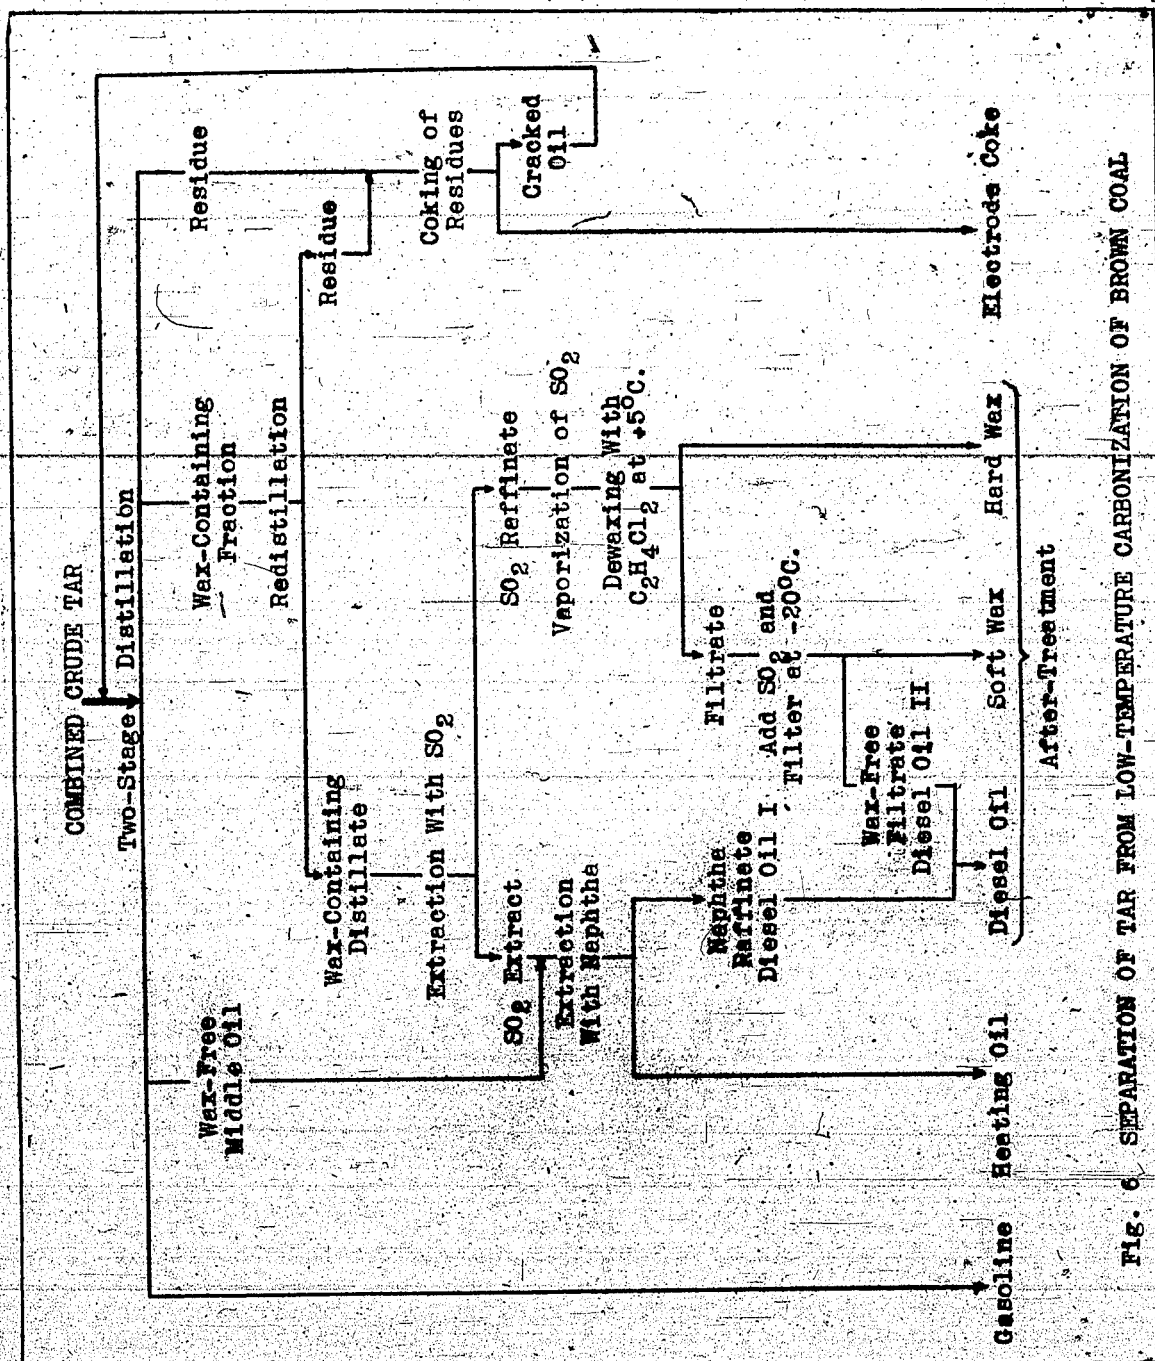 COMBINED CRUDE TAR
Two-Stage Distillation
Wax-Free
Middle Oil
Wax-Containing
Fraction
Residue
Redistillation
Wax-Containing
Distillate
Residue
Extraction With SO₂
Coking of
Residues
SO₂ Extract
SO₂ Raffinate
Cracked
Oil
Extraction
With Naphtha
Vaporization of SO₂
Dewaxing With
C₂H₄Cl₂ at +5°C.
Naphtha
Raffinate
Diesel Oil I
Filtrate
Add SO₂ and
Filter at -20°C.
Wax-Free
Filtrate
Diesel Oil II
Gasoline
Heating Oil
Diesel Oil
Soft Wax
Hard Wax
Electrode Coke
After-Treatment
Fig. 6 SEPARATION OF TAR FROM LOW-TEMPERATURE CARBONIZATION OF BROWN COAL